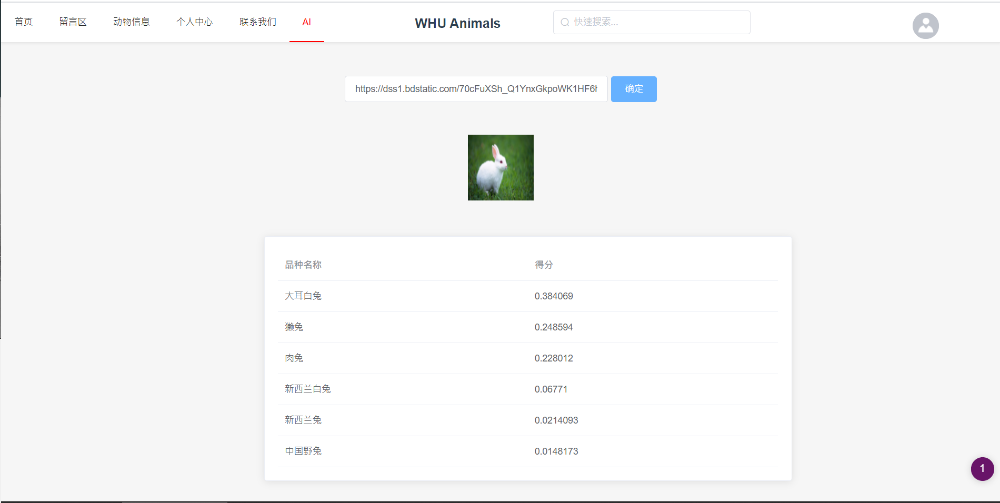 首页 留言区 动物信息 个人中心 联系我们 AI WHU Animals 快速搜索...
https://dss1.bdstatic.com/70cFuXSh_Q1YnxGkpoWK1HF6h 确定
品种名称 得分
大耳白兔 0.384069
獭兔 0.248594
肉兔 0.228012
新西兰白兔 0.06771
新西兰兔 0.0214093
中国野兔 0.0148173
1